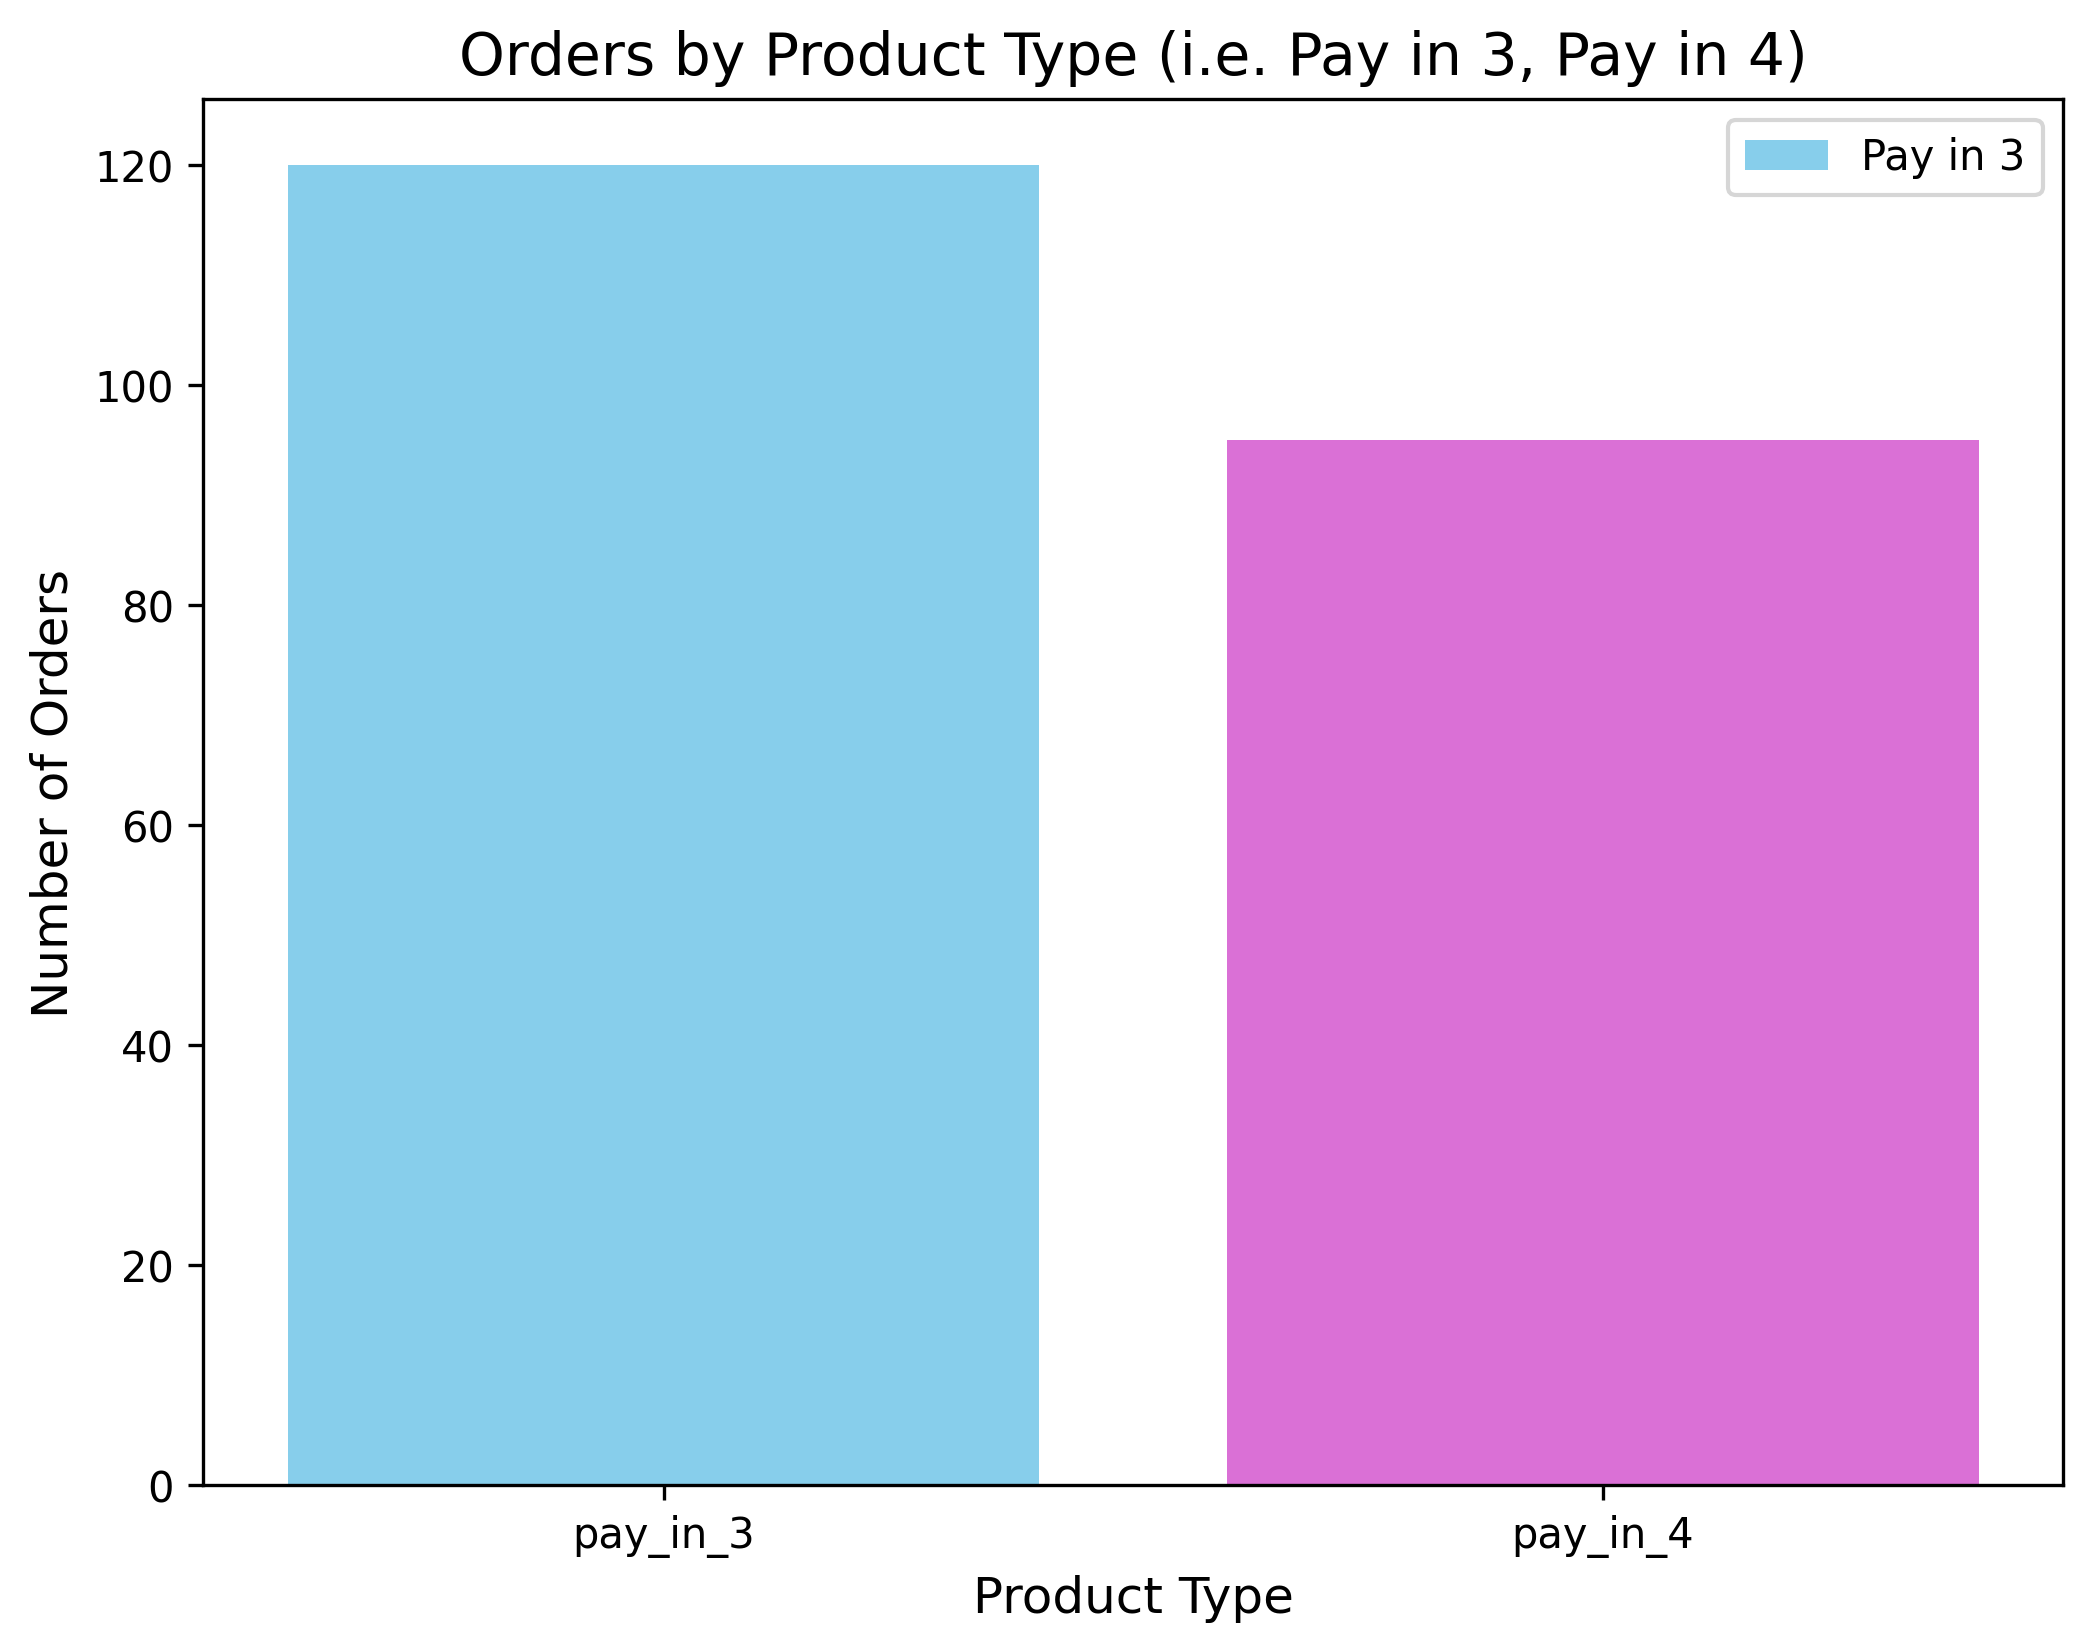 Orders by Product Type (i.e. Pay in 3, Pay in 4)
Pay in 3
120
100
80
60
40
20
0
Number of Orders
pay_in_3
pay_in_4
Product Type